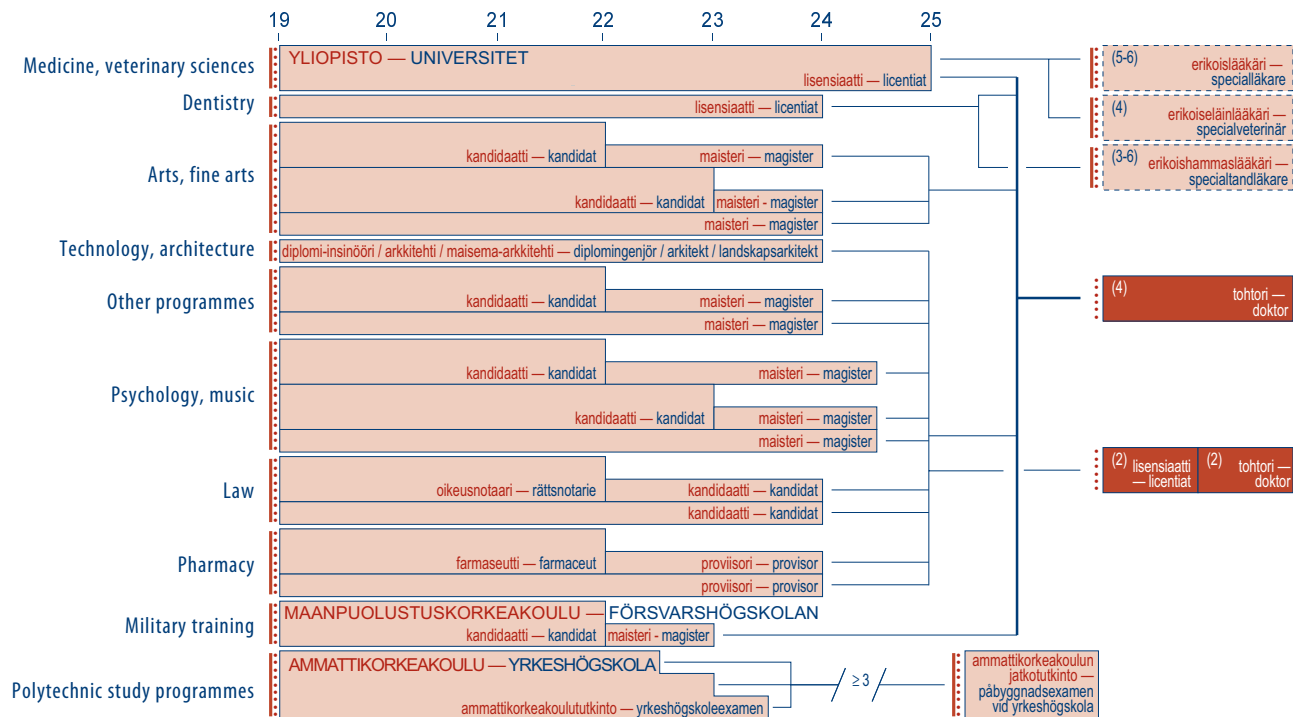 19 20 21 22 23 24 25
Medicine, veterinary sciences
YLIOPISTO — UNIVERSITET
lisensiaatti — licentiat
(5-6) erikoislääkäri —
specialläkare
Dentistry
lisensiaatti — licentiat
(4) erikoiseläinlääkäri —
specialveterinär
Arts, fine arts
kandidaatti — kandidat
maisteri — magister
(3-6) erikoishammaslääkäri —
specialtandläkare
kandidaatti — kandidat
maisteri - magister
maisteri — magister
Technology, architecture
diplomi-insinööri / arkkitehti / maisema-arkkitehti — diplomingenjör / arkitekt / landskapsarkitekt
Other programmes
kandidaatti — kandidat
maisteri — magister
maisteri — magister
(4) tohtori —
doktor
Psychology, music
kandidaatti — kandidat
maisteri — magister
kandidaatti — kandidat
maisteri — magister
maisteri — magister
Law
oikeusnotaari — rättsnotarie
kandidaatti — kandidat
kandidaatti — kandidat
(2) lisensiaatti
— licentiat
(2) tohtori —
doktor
Pharmacy
farmaseutti — farmaceut
proviisori — provisor
proviisori — provisor
Military training
MAANPUOLUSTUSKORKEAKOULU — FÖRSVARSHÖGSKOLAN
kandidaatti — kandidat
maisteri - magister
Polytechnic study programmes
AMMATTIKORKEAKOULU — YRKESHÖGSKOLA
ammattikorkeakoulututkinto — yrkeshögskoleexamen
≥ 3
ammattikorkeakoulun
jatkotutkinto —
påbyggnadsexamen
vid yrkeshögskola